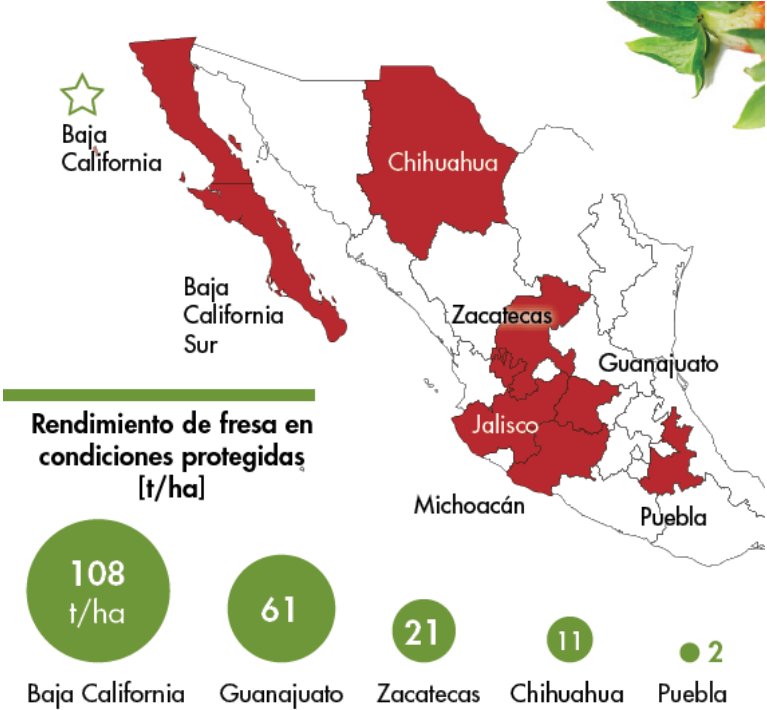 Baja
California
Chihuahua
Baja
California
Sur
Zacatecas
Guanajuato
Jalisco
Michoacán
Puebla
Rendimiento de fresa en
condiciones protegidas
[t/ha]
108
t/ha
61
21
11
2
Baja California
Guanajuato
Zacatecas
Chihuahua
Puebla